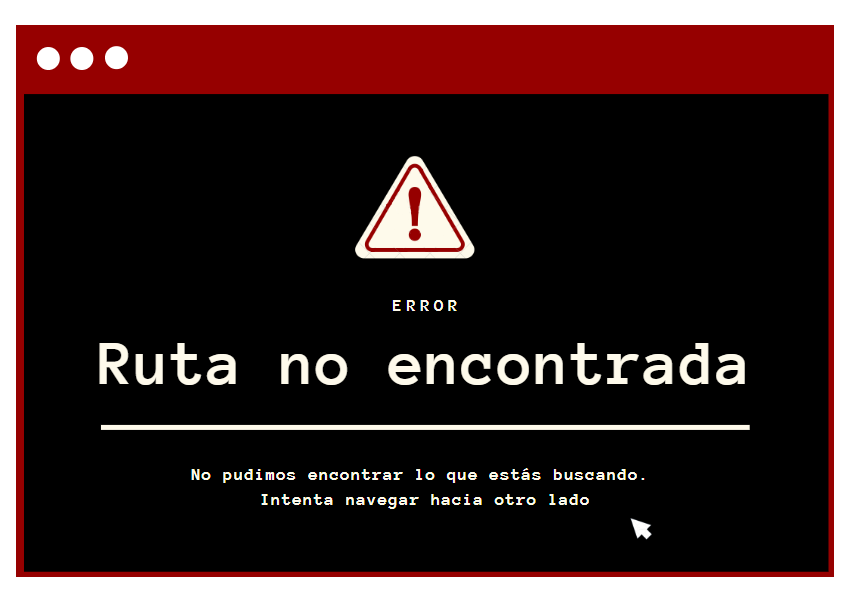 ERROR
Ruta no encontrada
No pudimos encontrar lo que estás buscando.
Intenta navegar hacia otro lado